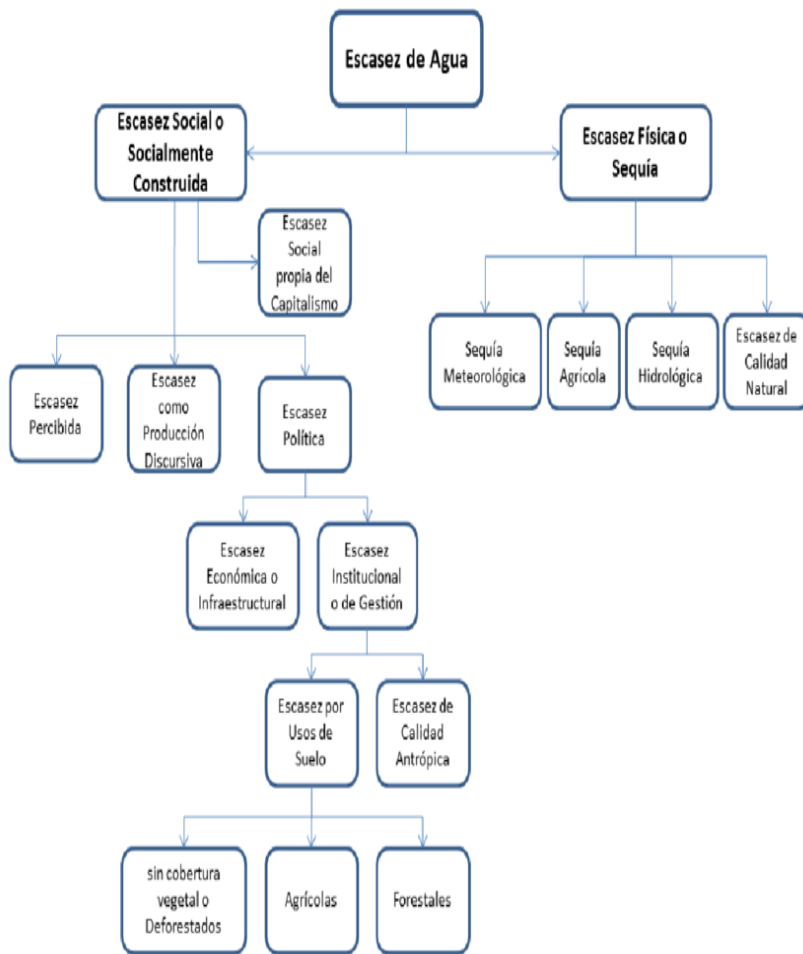 Escasez de Agua
Escasez Social o
Socialmente
Construida
Escasez Física o
Sequía
Escasez
Social
propia del
Capitalismo
Sequía
Meteorológica
Sequía
Agrícola
Sequía
Hidrológica
Escasez de
Calidad
Natural
Escasez
Percibida
Escasez
como
Producción
Discursiva
Escasez
Política
Escasez
Económica o
Infraestructural
Escasez
Institucional
o de Gestión
Escasez por
Usos de
Suelo
Escasez de
Calidad
Antrópica
sin cobertura
vegetal o
Deforestados
Agrícolas
Forestales